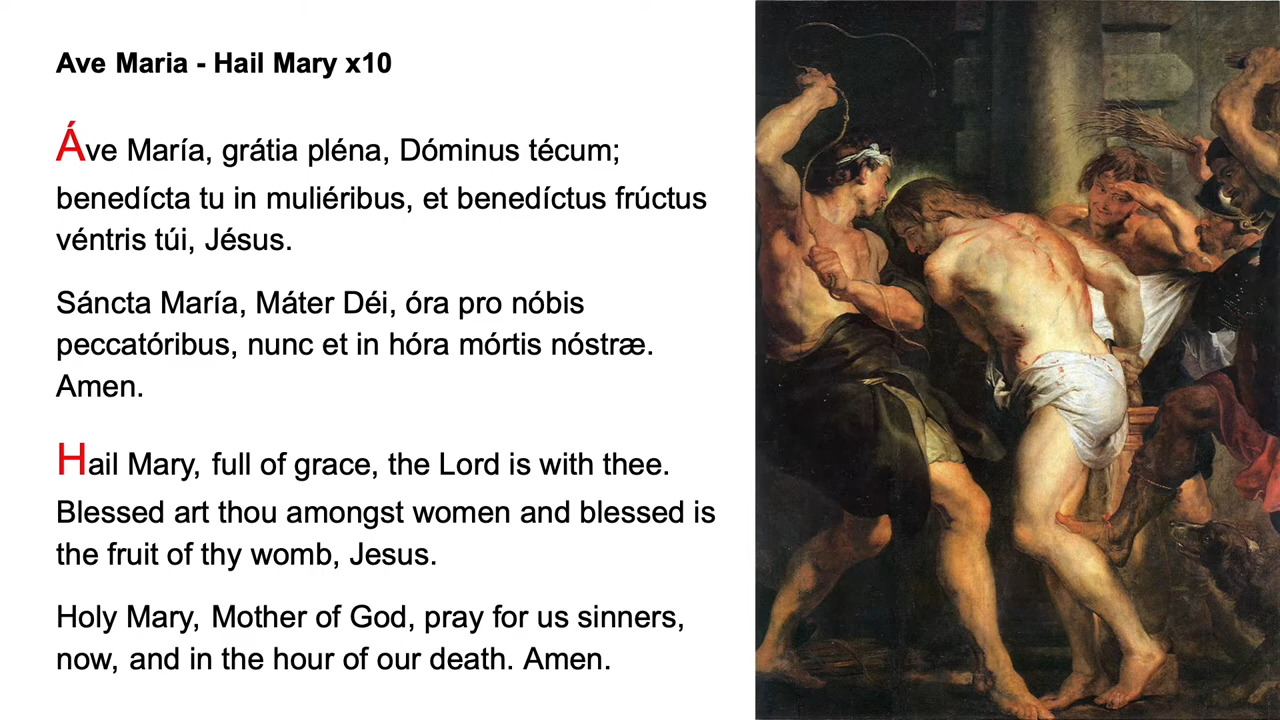 Ave Maria - Hail Mary x10
Áve María, grátia pléna, Dóminus técum;
benedícta tu in muliéribus, et benedíctus frúctus
véntris túi, Jésus.
Sáncta María, Máter Déi, óra pro nóbis
peccatóribus, nunc et in hóra mórtis nóstræ.
Amen.
Hail Mary, full of grace, the Lord is with thee.
Blessed art thou amongst women and blessed is
the fruit of thy womb, Jesus.
Holy Mary, Mother of God, pray for us sinners,
now, and in the hour of our death. Amen.